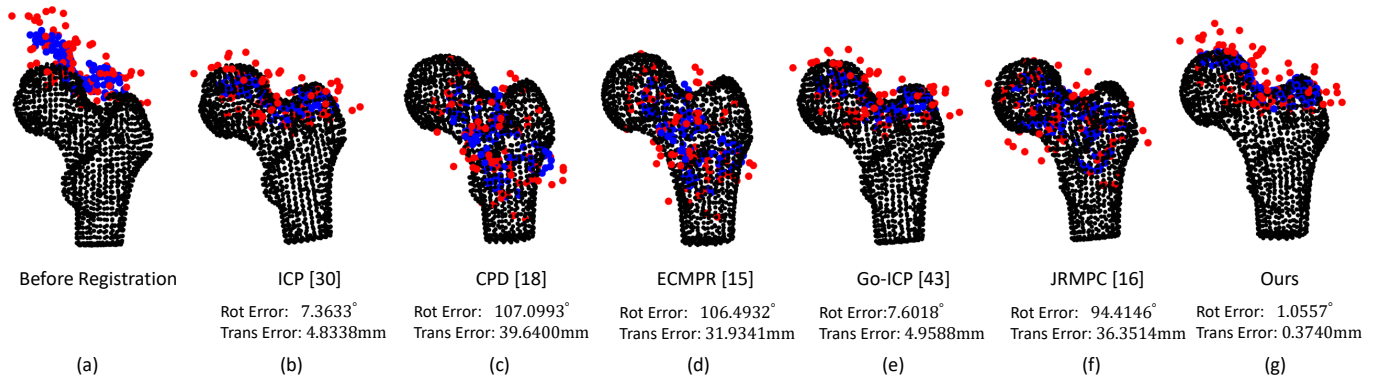 Before Registration
ICP [30]
CPD [18]
ECMPR [15]
Go-ICP [43]
JRMPC [16]
Ours
Rot Error: 7.3633°
Trans Error: 4.8338mm
Rot Error: 107.0993°
Trans Error: 39.6400mm
Rot Error: 106.4932°
Trans Error: 31.9341mm
Rot Error:7.6018°
Trans Error: 4.9588mm
Rot Error: 94.4146°
Trans Error: 36.3514mm
Rot Error: 1.0557°
Trans Error: 0.3740mm
(a)
(b)
(c)
(d)
(e)
(f)
(g)